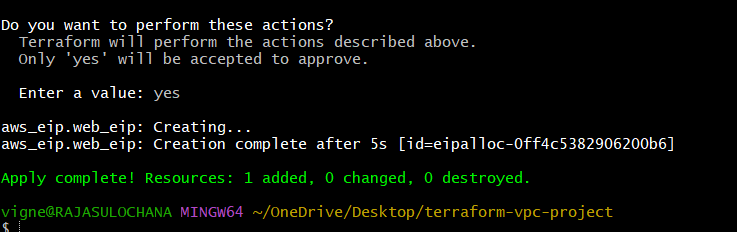 Do you want to perform these actions?
  Terraform will perform the actions described above.
  Only 'yes' will be accepted to approve.

  Enter a value: yes

aws_eip.web_eip: Creating...
aws_eip.web_eip: Creation complete after 5s [id=eipalloc-0ff4c5382906200b6]

Apply complete! Resources: 1 added, 0 changed, 0 destroyed.

vigne@RAJASULOCHANA MINGW64 ~/OneDrive/Desktop/terraform-vpc-project
$